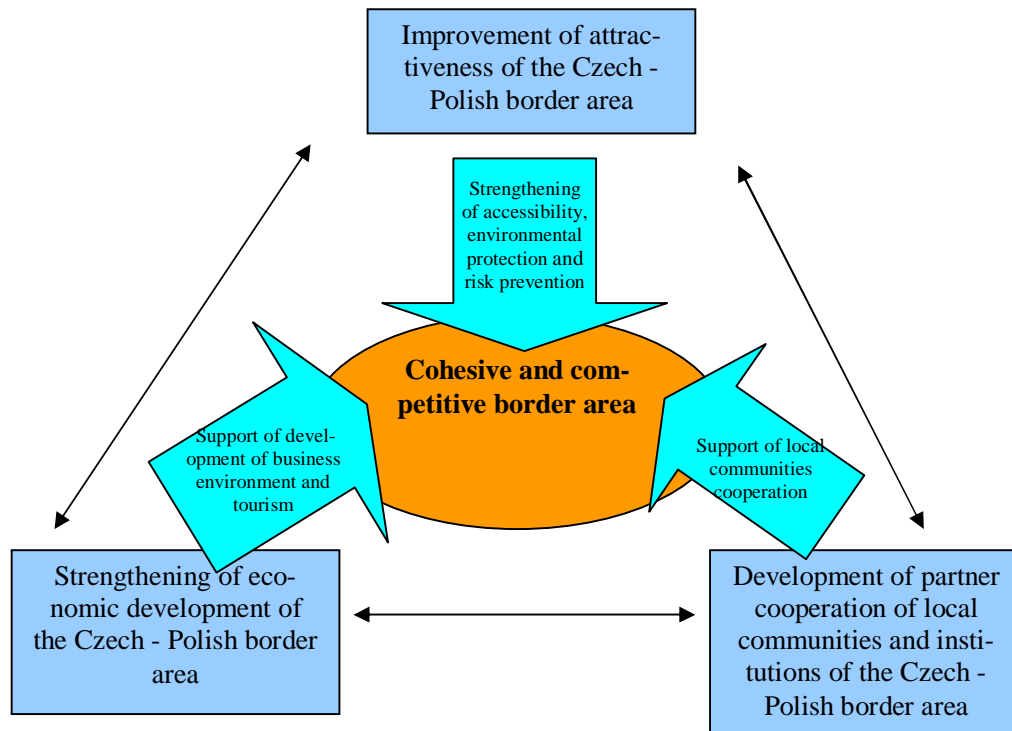 Improvement of attrac-
tiveness of the Czech -
Polish border area
Strengthening
of accessibility,
environmental
protection and
risk prevention
Cohesive and com-
petitive border area
Support of devel-
opment of business
environment and
tourism
Support of local
communities
cooperation
Strengthening of eco-
nomic development of
the Czech - Polish border
area
Development of partner
cooperation of local
communities and insti-
tutions of the Czech -
Polish border area